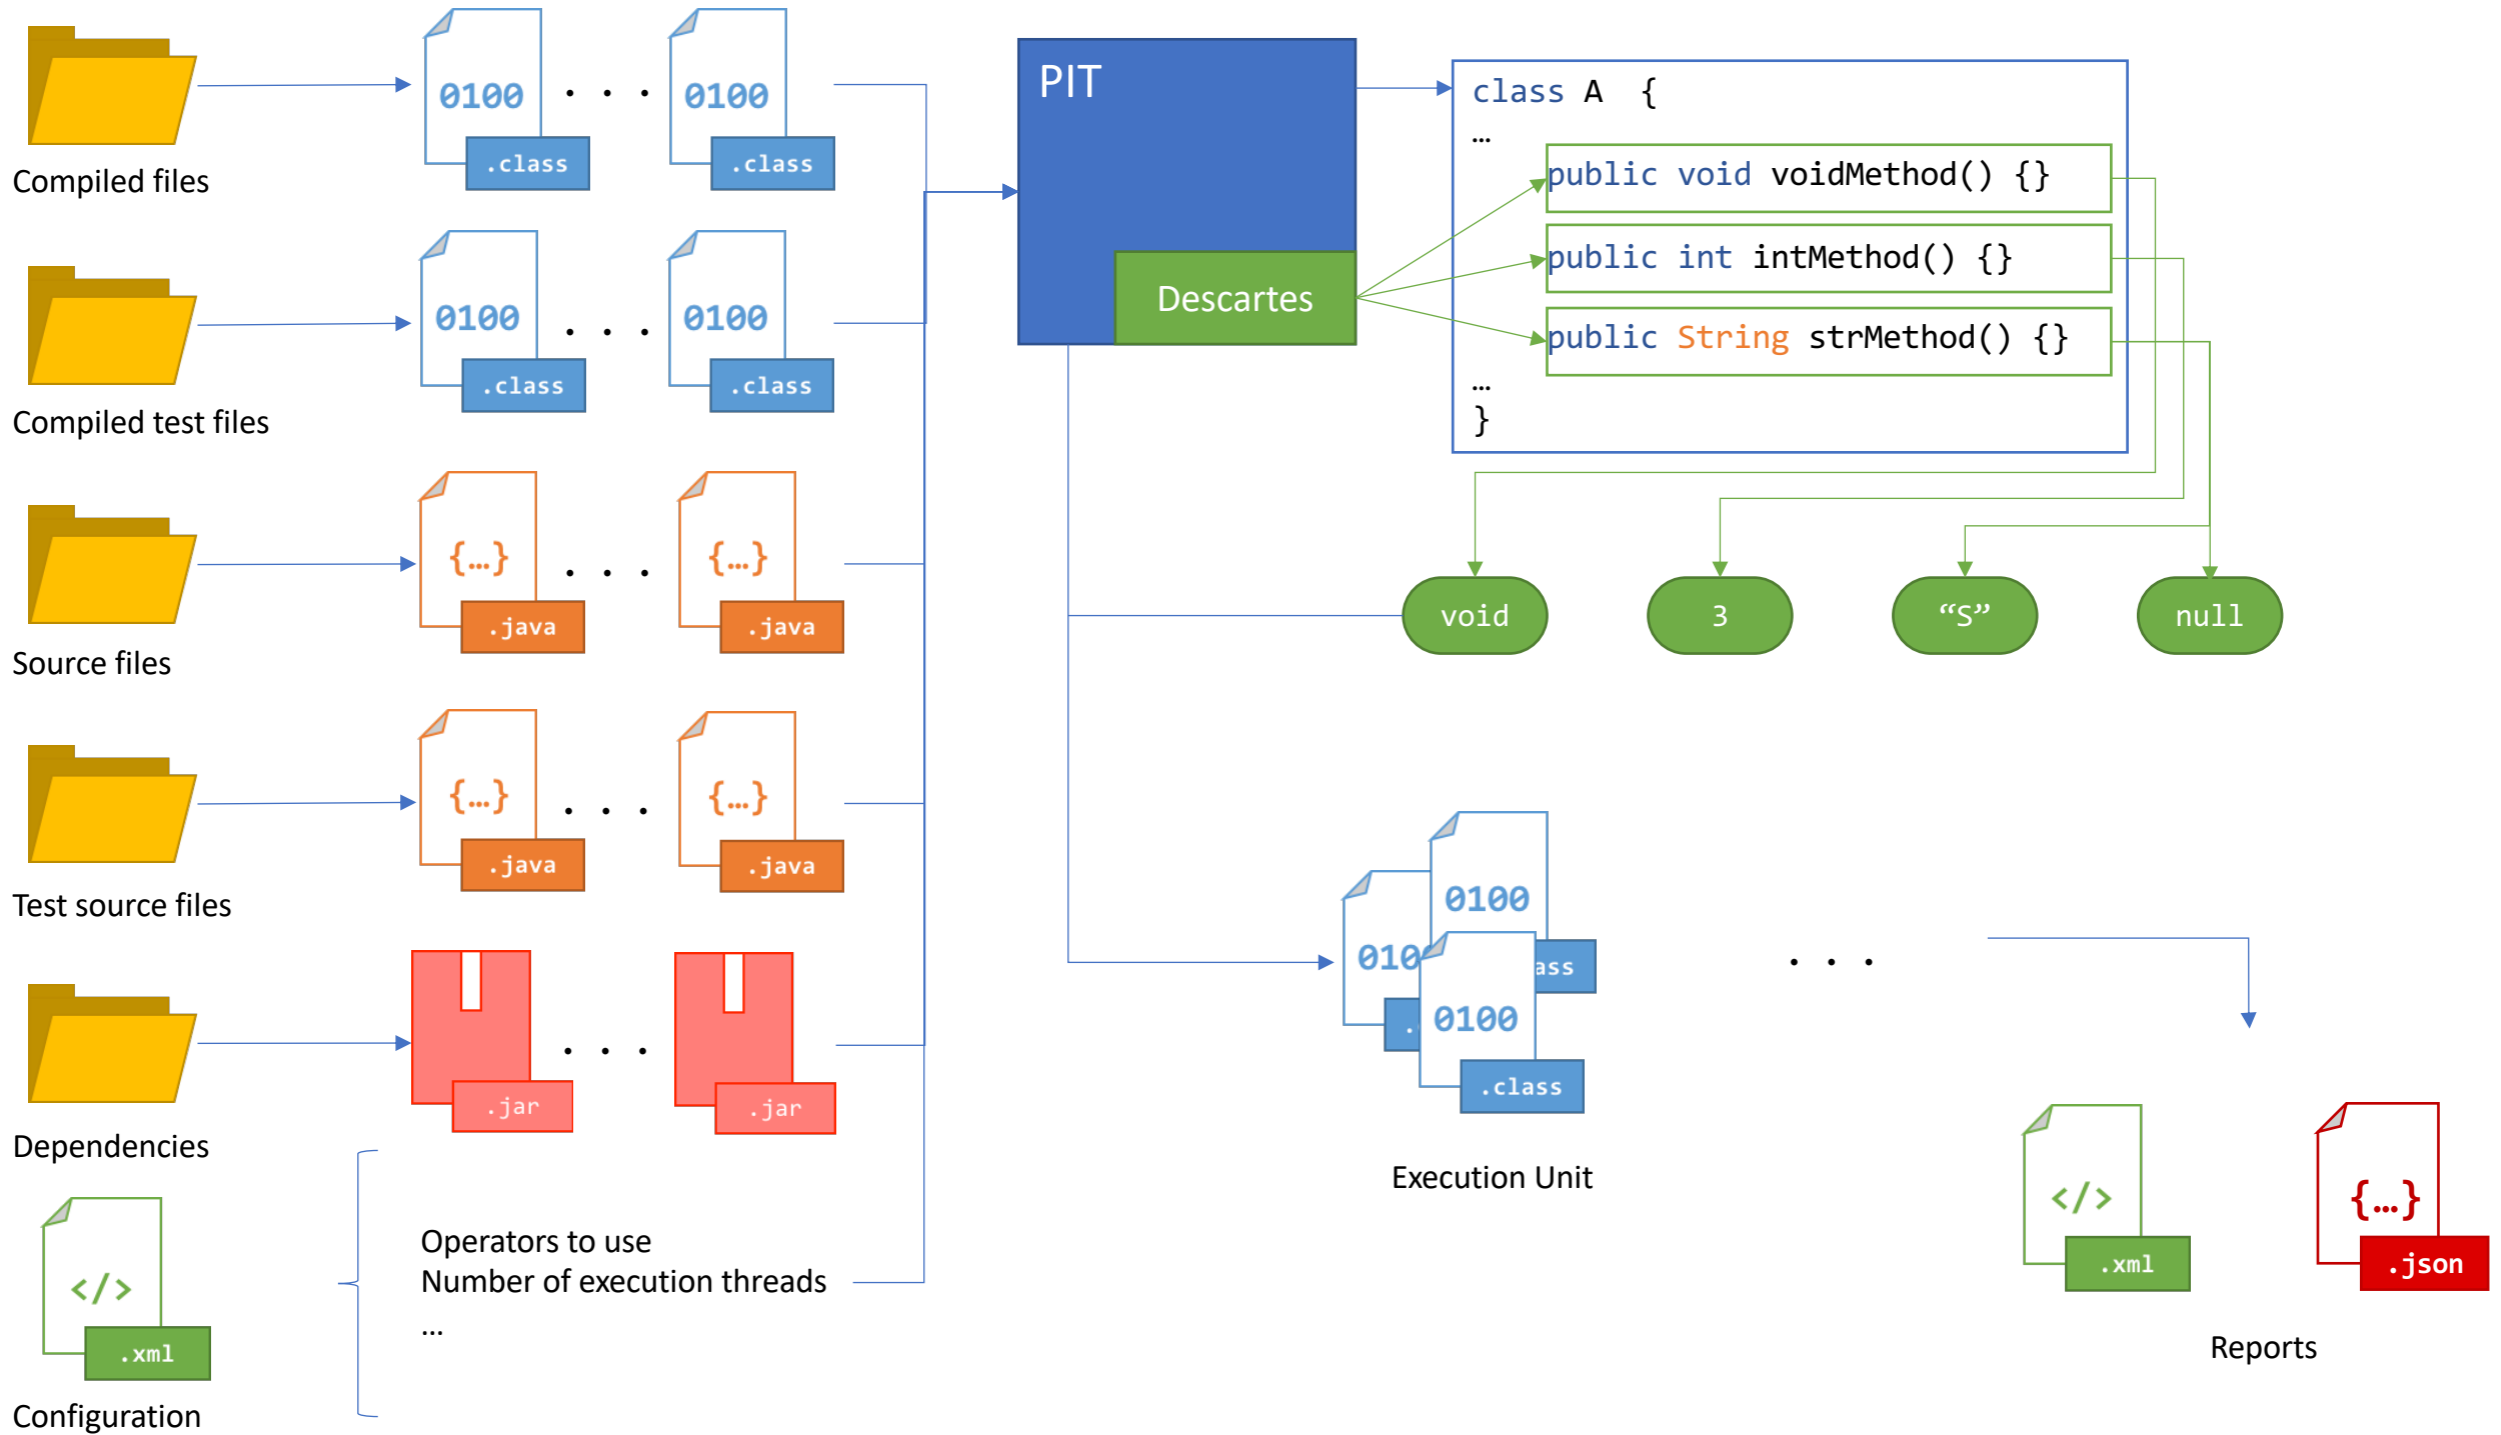 0100
.class
. . .
0100
.class
Compiled files
0100
.class
. . .
0100
.class
Compiled test files
{…}
.java
. . .
{…}
.java
Source files
{…}
.java
. . .
{…}
.java
Test source files
.jar
. . .
.jar
Dependencies
</>
.xml
Configuration
Operators to use
Number of execution threads
…
PIT
Descartes
class A {
…
public void voidMethod() {}
public int intMethod() {}
public String strMethod() {}
…
}
void
3
“S”
null
0100
ass
010
.
0100
.class
. . .
Execution Unit
</>
.xml
{…}
.json
Reports